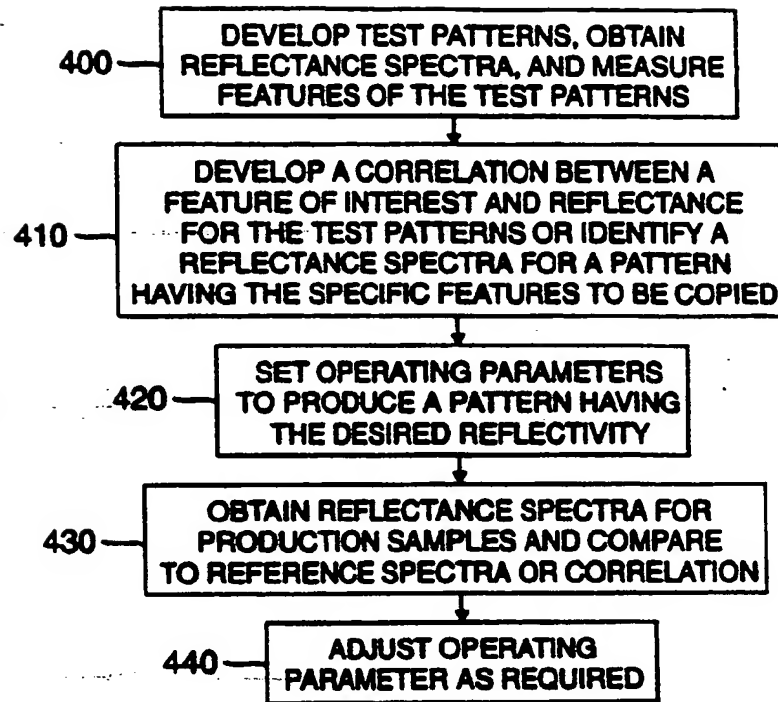 400
DEVELOP TEST PATTERNS, OBTAIN
REFLECTANCE SPECTRA, AND MEASURE
FEATURES OF THE TEST PATTERNS
410
DEVELOP A CORRELATION BETWEEN A
FEATURE OF INTEREST AND REFLECTANCE
FOR THE TEST PATTERNS OR IDENTIFY A
REFLECTANCE SPECTRA FOR A PATTERN
HAVING THE SPECIFIC FEATURES TO BE COPIED
420
SET OPERATING PARAMETERS
TO PRODUCE A PATTERN HAVING
THE DESIRED REFLECTIVITY
430
OBTAIN REFLECTANCE SPECTRA FOR
PRODUCTION SAMPLES AND COMPARE
TO REFERENCE SPECTRA OR CORRELATION
440
ADJUST OPERATING
PARAMETER AS REQUIRED